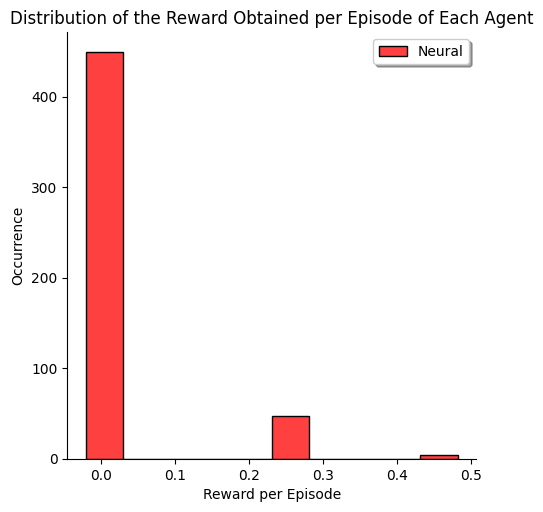 Distribution of the Reward Obtained per Episode of Each Agent
Neural
400
300
200
100
0
Occurrence
0.0 0.1 0.2 0.3 0.4 0.5
Reward per Episode